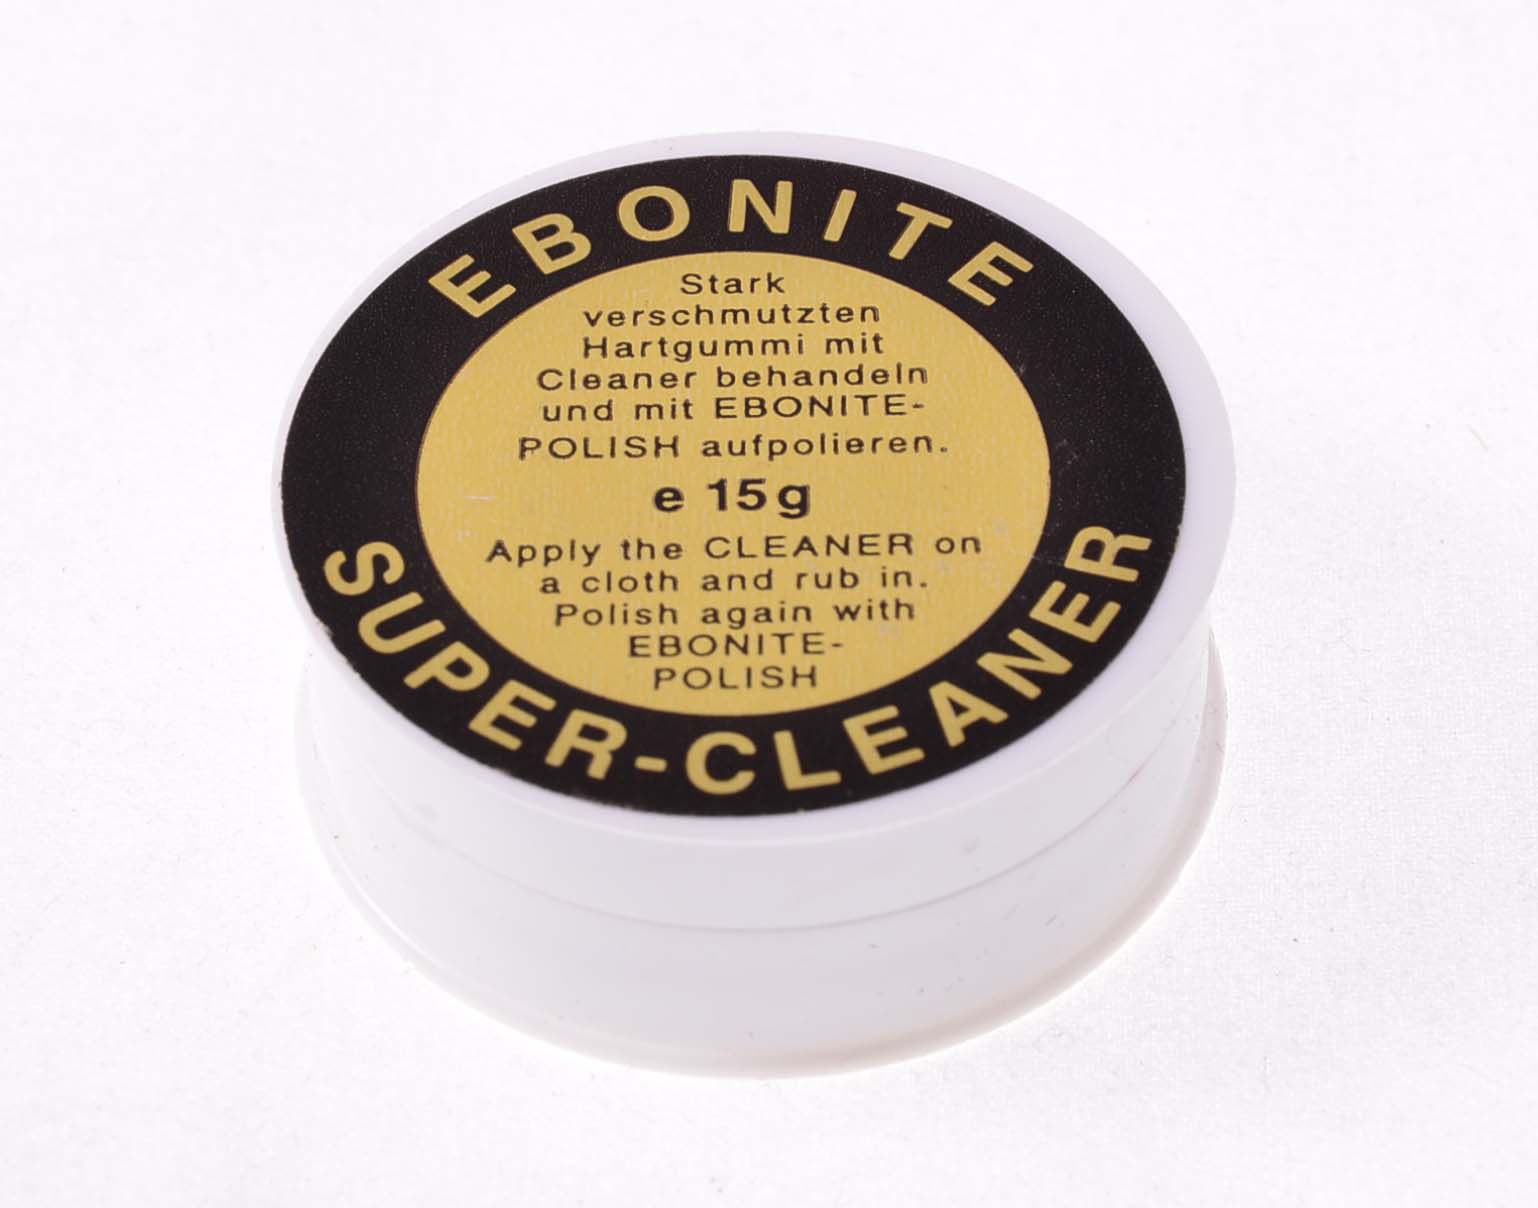 EBONITE
Stark
verschmutzten
Hartgummi mit
Cleaner behandeln
und mit EBONITE-
POLISH aufpolieren.
e 15g
Apply the CLEANER on
a cloth and rub in.
Polish again with
EBONITE-
POLISH
SUPER-CLEANER